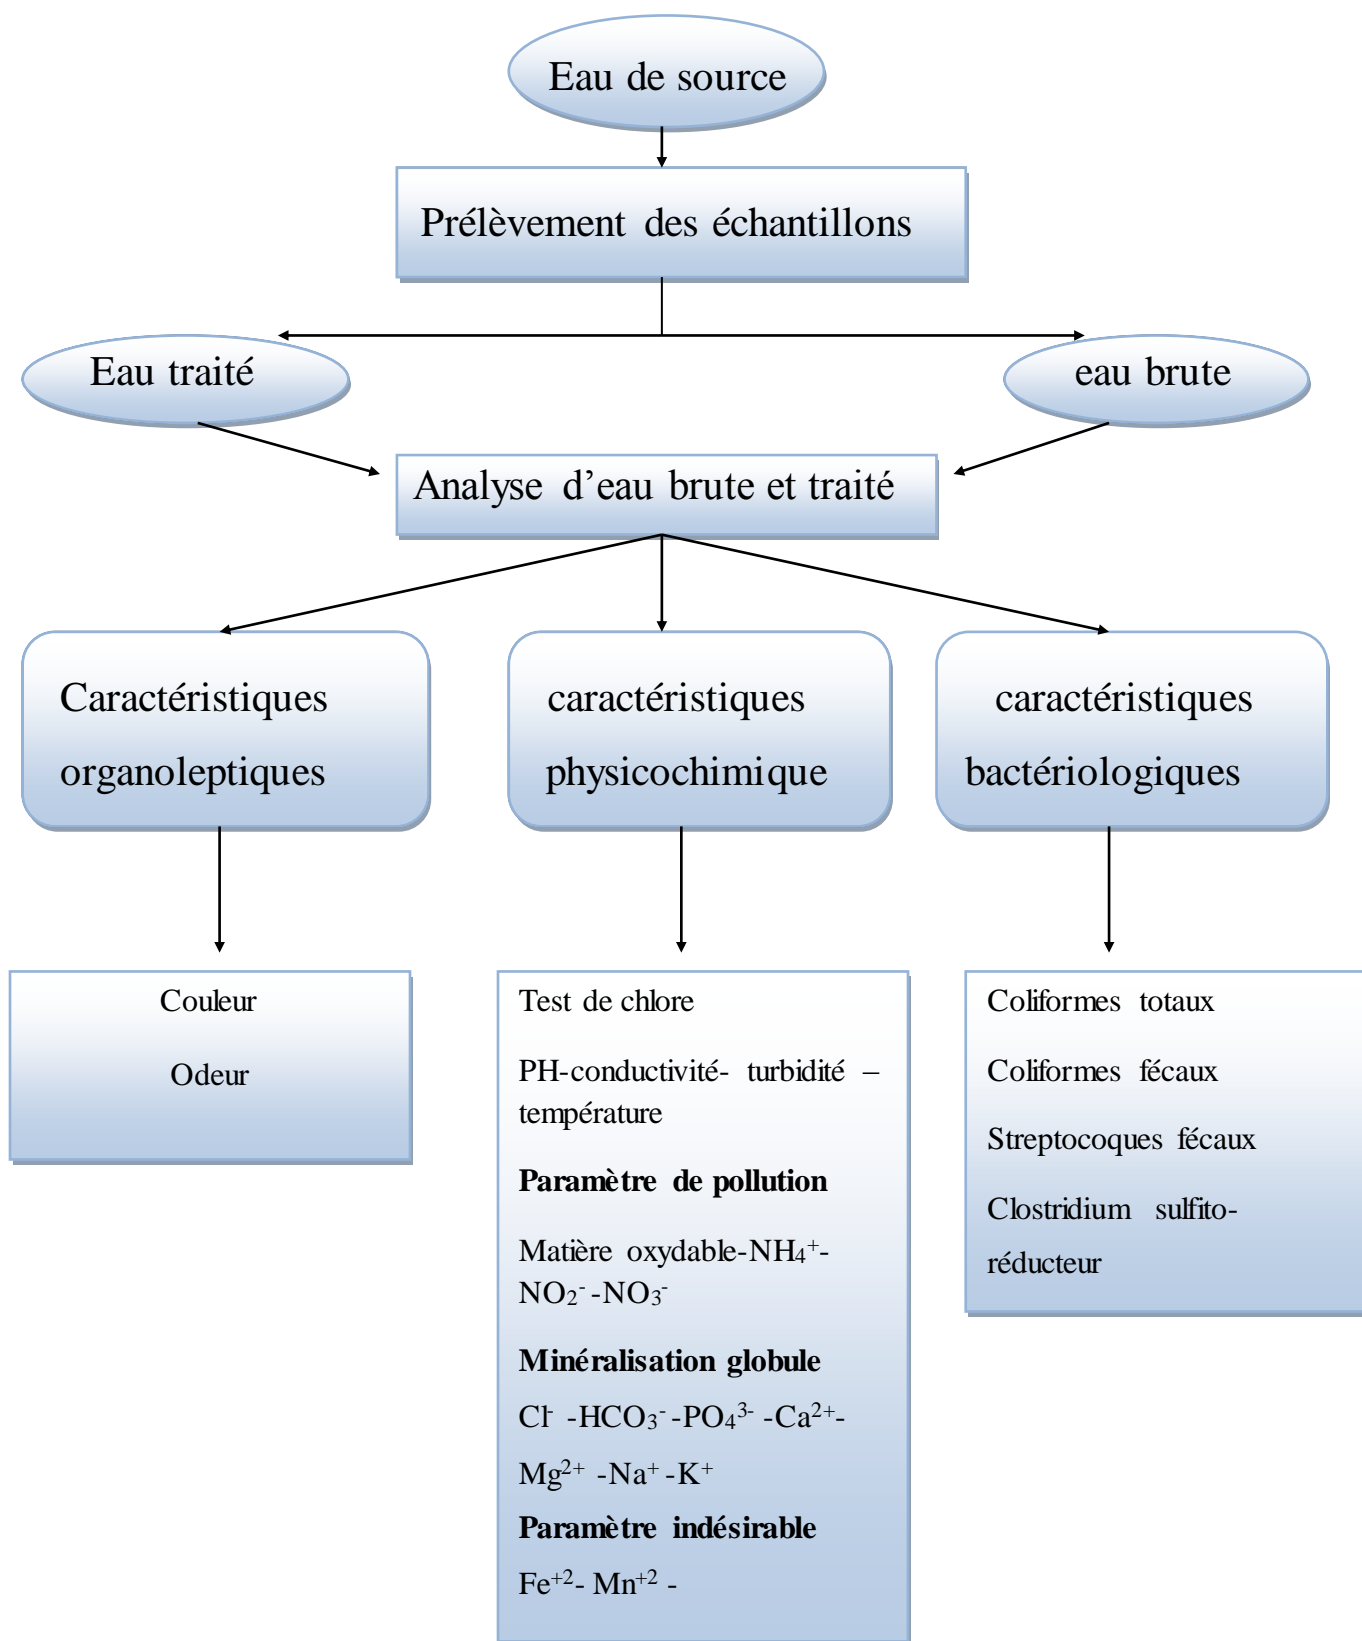 Eau de source
Prélèvement des échantillons
Eau traité
eau brute
Analyse d’eau brute et traité
Caractéristiques
organoleptiques
caractéristiques
physicochimique
caractéristiques
bactériologiques
Couleur
Odeur
Test de chlore
PH-conductivité- turbidité –
température
Paramètre de pollution
Matière oxydable-NH₄⁺-
NO₂⁻ -NO₃⁻
Minéralisation globule
Cl⁻ -HCO₃⁻ -PO₄³⁻ -Ca²⁺-
Mg²⁺ -Na⁺ -K⁺
Paramètre indésirable
Fe⁺²- Mn⁺² -
Coliformes totaux
Coliformes fécaux
Streptocoques fécaux
Clostridium sulfito-
réducteur